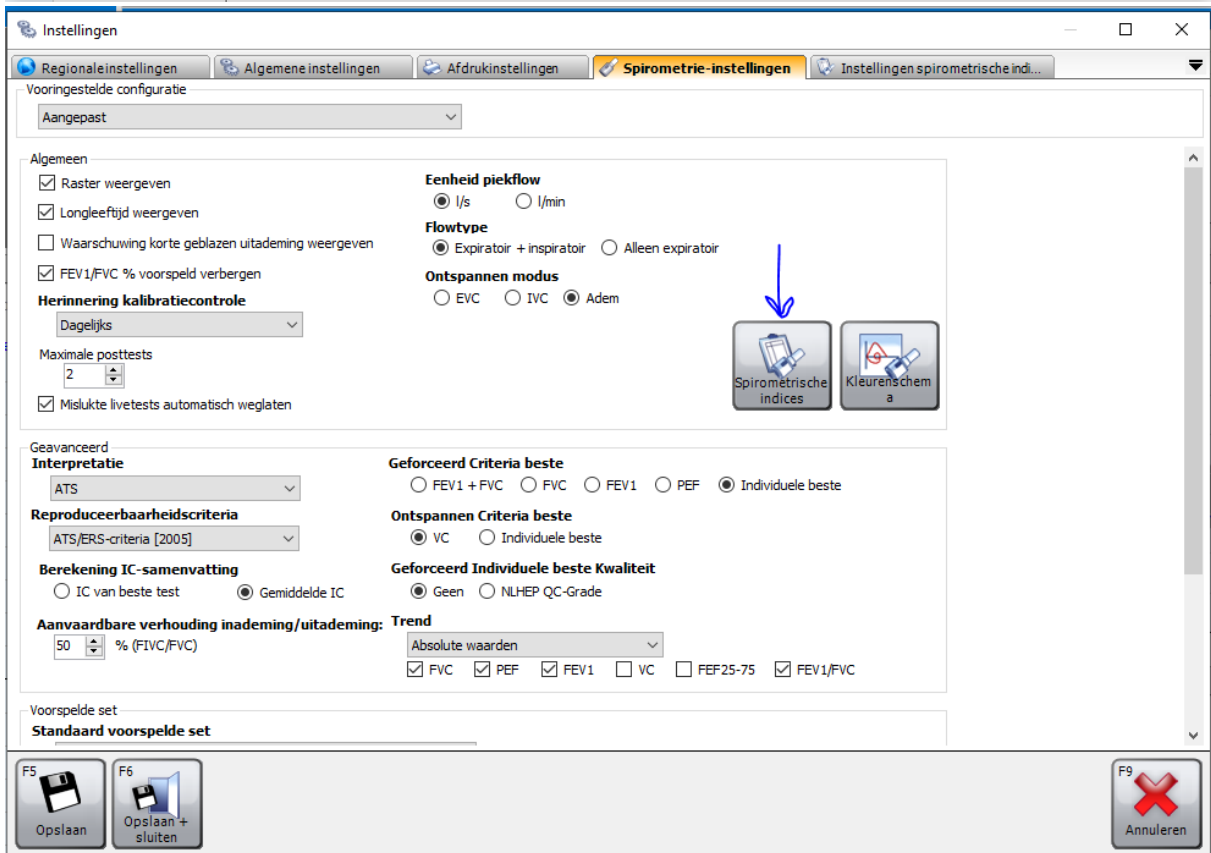 Instellingen
Regionale instellingen Algemene instellingen Afdrukinstellingen Spirometrie-instellingen Instellingen spirometrische indi...
Vooringestelde configuratie
Aangepast
Algemeen
Raster weergeven
Longleeftijd weergeven
Waarschuwing korte geblazen uitademing weergeven
FEV1/FVC % voorspeld verbergen
Herinnering kalibratiecontrole
Dagelijks
Maximale posttests
2
Mislukte livetests automatisch weglaten
Eenheid piekflow
l/s l/min
Flowtype
Expiratoir + inspiratoir Alleen expiratoir
Ontspannen modus
EVC IVC Adem
Spirometrische
indices
Kleurenschem
a
Geavanceerd
Interpretatie
ATS
Reproduceerbaarheidscriteria
ATS/ERS-criteria [2005]
Berekening IC-samenvatting
IC van beste test Gemiddelde IC
Aanvaardbare verhouding inademing/uitademing:
50 % (FIVC/FVC)
Geforceerd Criteria beste
FEV1 + FVC FVC FEV1 PEF Individuele beste
Ontspannen Criteria beste
VC Individuele beste
Geforceerd Individuele beste Kwaliteit
Geen NLHEP QC-Grade
Trend
Absolute waarden
FVC PEF FEV1 VC FEF25-75 FEV1/FVC
Voorspelde set
Standaard voorspelde set
F5
Opslaan
F6
Opslaan +
sluiten
F9
Annuleren